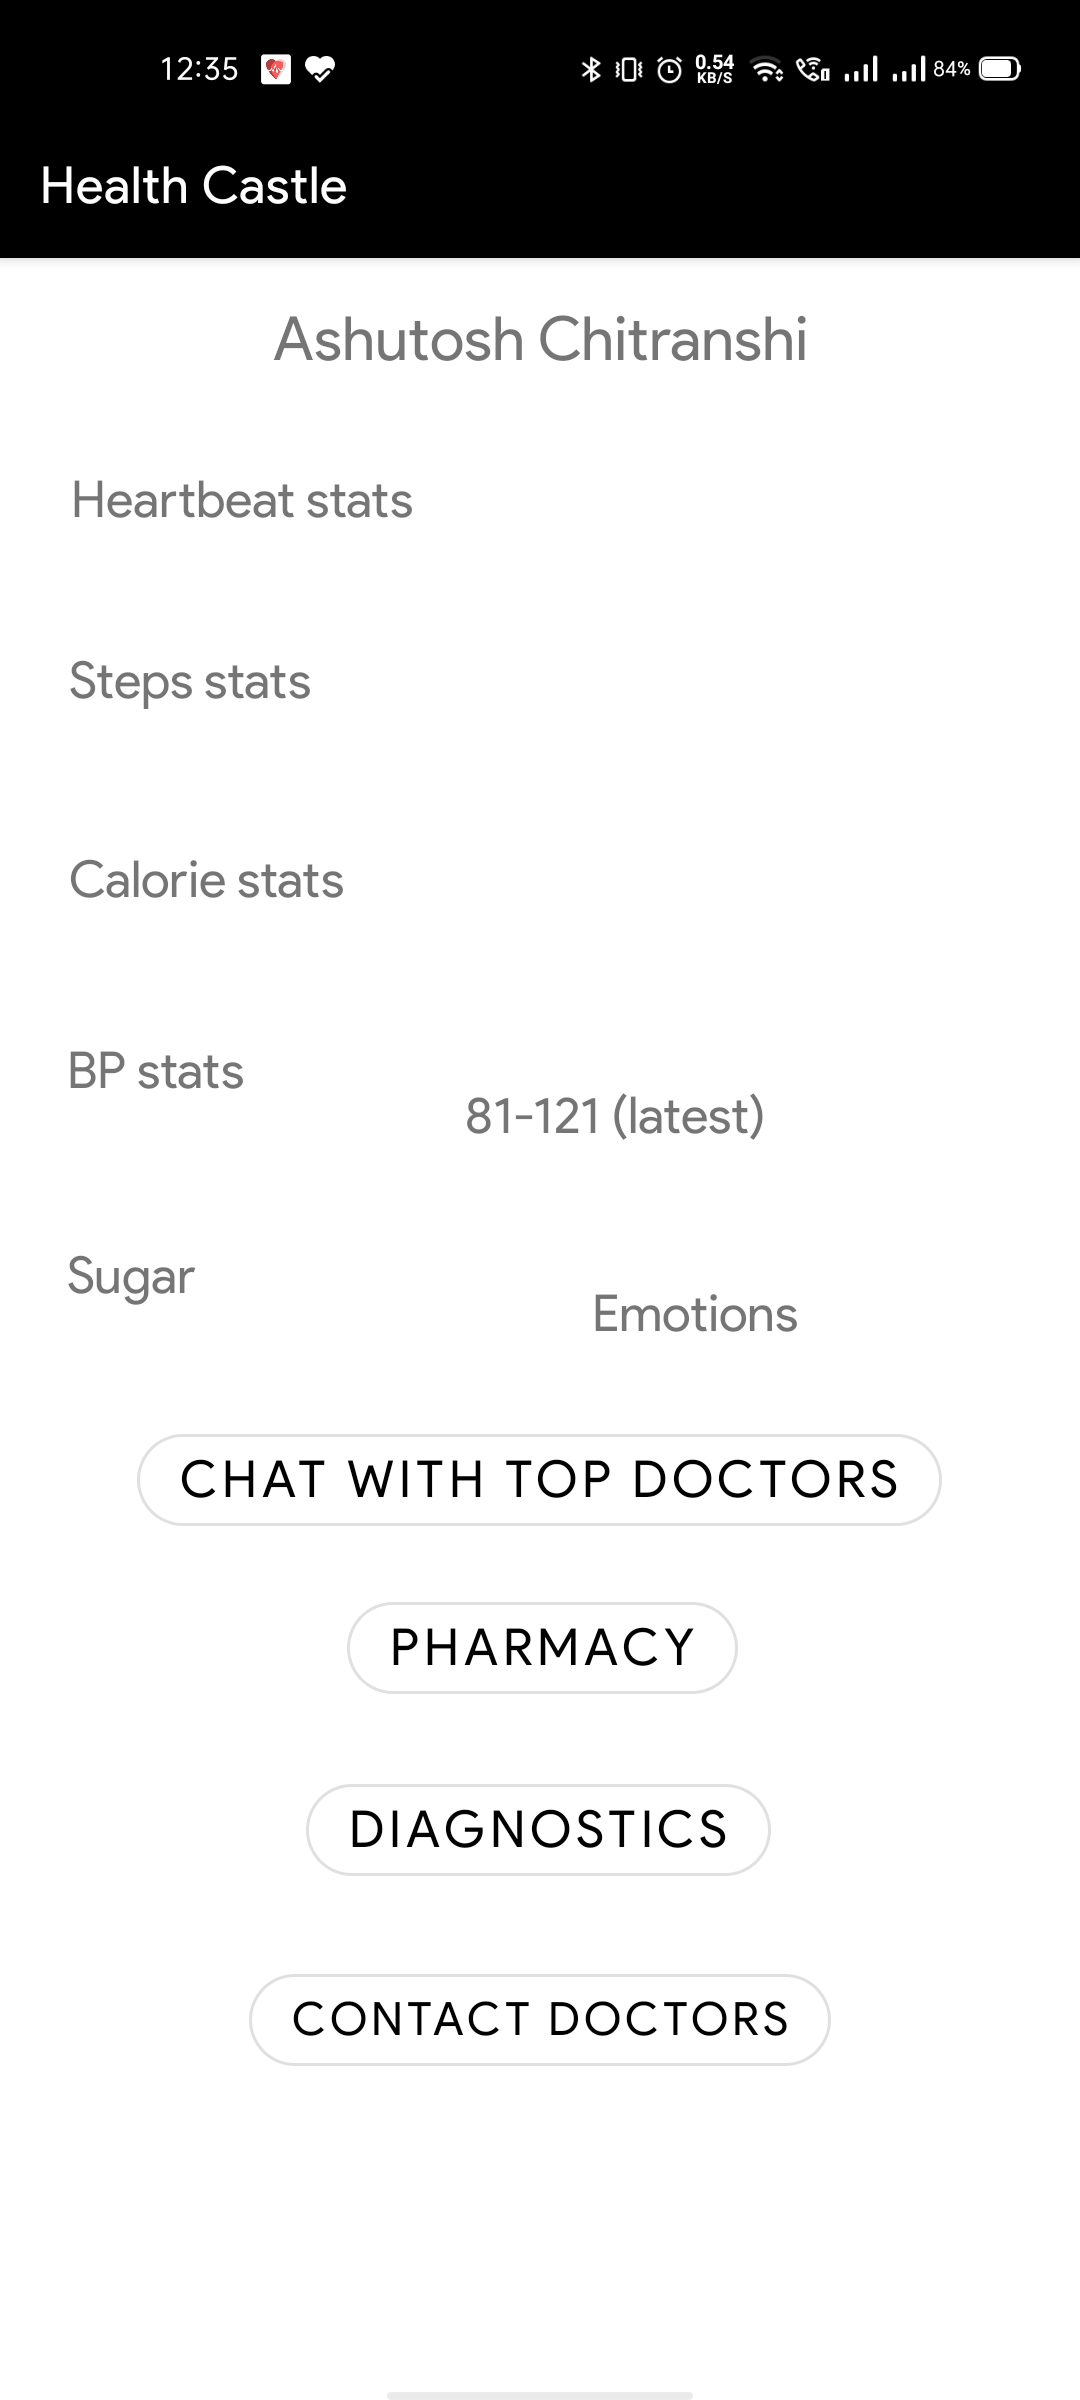 12:35
0.54
KB/S
84%
Health Castle
Ashutosh Chitranshi
Heartbeat stats
Steps stats
Calorie stats
BP stats
81-121 (latest)
Sugar
Emotions
CHAT WITH TOP DOCTORS
PHARMACY
DIAGNOSTICS
CONTACT DOCTORS